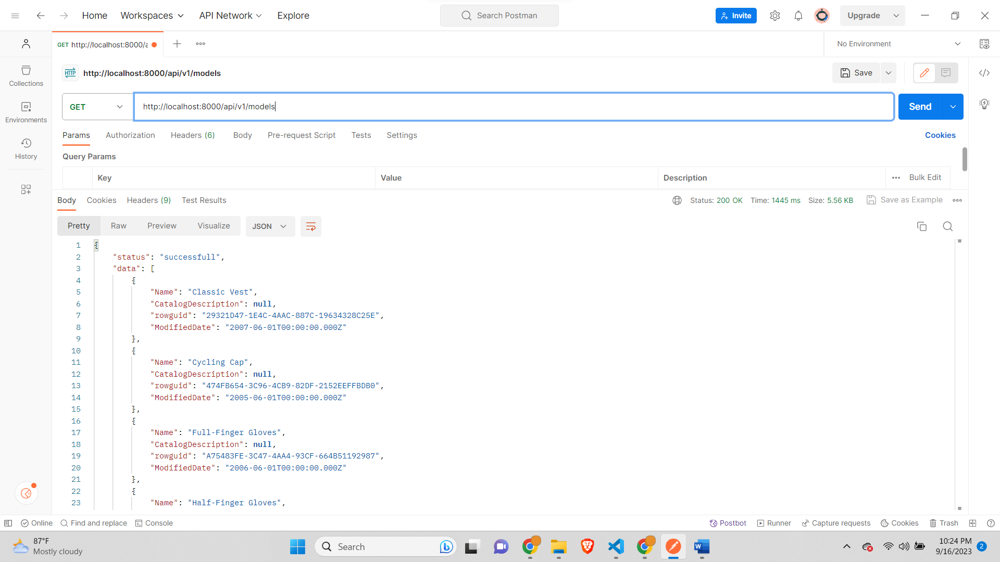 Home Workspaces API Network Explore Search Postman Invite Upgrade
GET http://localhost:8000/a No Environment
HTTP http://localhost:8000/api/v1/models Save
GET http://localhost:8000/api/v1/models Send
Collections
Environments
History
Params Authorization Headers (6) Body Pre-request Script Tests Settings Cookies
Query Params
Key Value Description Bulk Edit
Body Cookies Headers (9) Test Results Status: 200 OK Time: 1445 ms Size: 5.56 KB Save as Example
Pretty Raw Preview Visualize JSON
1 {
2 "status": "successfull",
3 "data": [
4 {
5 "Name": "Classic Vest",
6 "CatalogDescription": null,
7 "rowguid": "29321D47-1E4C-4AAC-887C-19634328C25E",
8 "ModifiedDate": "2007-06-01T00:00:00.000Z"
9 },
10 {
11 "Name": "Cycling Cap",
12 "CatalogDescription": null,
13 "rowguid": "474FB654-3C96-4CB9-82DF-2152EEFFBDB0",
14 "ModifiedDate": "2005-06-01T00:00:00.000Z"
15 },
16 {
17 "Name": "Full-Finger Gloves",
18 "CatalogDescription": null,
19 "rowguid": "A75483FE-3C47-4AA4-93CF-664B51192987",
20 "ModifiedDate": "2006-06-01T00:00:00.000Z"
21 },
22 {
23 "Name": "Half-Finger Gloves",
Online Find and replace Console Postbot Runner Capture requests Cookies Trash
87°F
Mostly cloudy
Search
W
10:24 PM
9/16/2023
2